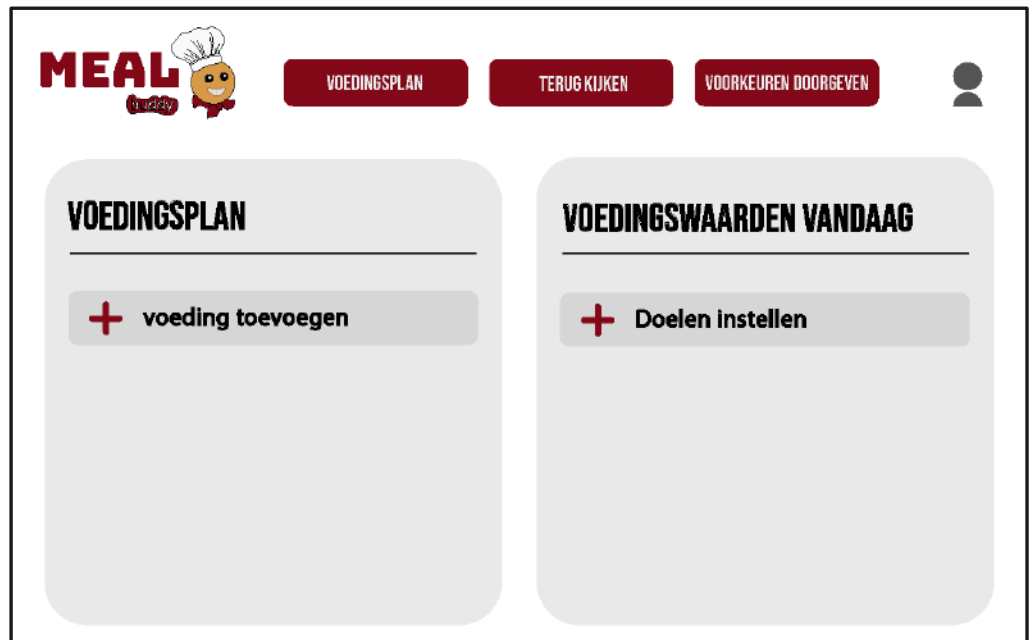 MEAL
buddy
VOEDINGSPLAN
TERUG KIJKEN
VOORKEUREN DOORGEVEN
VOEDINGSPLAN
voeding toevoegen
VOEDINGSWAARDEN VANDAAG
Doelen instellen